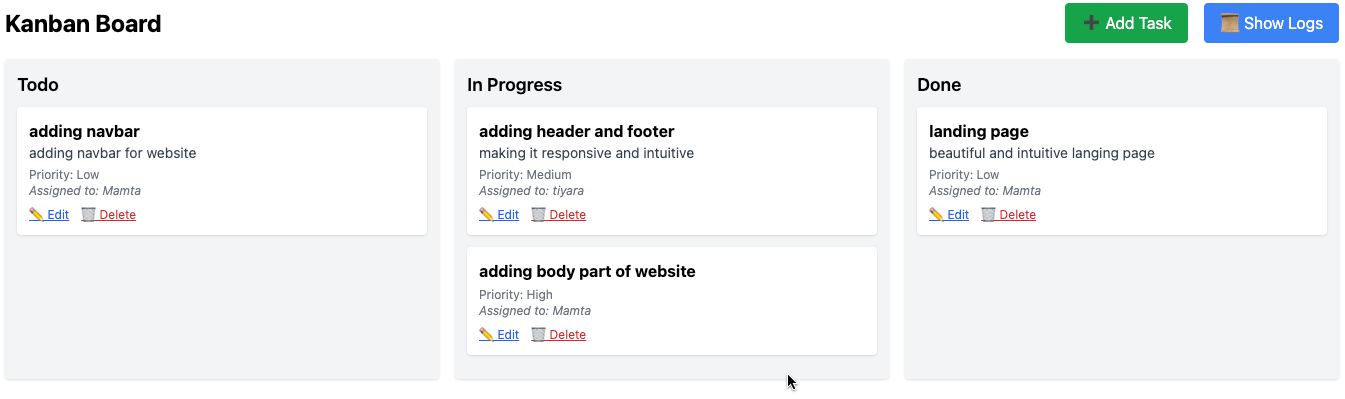 Kanban Board
➕ Add Task
📜 Show Logs
Todo
adding navbar
adding navbar for website
Priority: Low
Assigned to: Mamta
✏️ Edit 🗑️ Delete
In Progress
adding header and footer
making it responsive and intuitive
Priority: Medium
Assigned to: tiyara
✏️ Edit 🗑️ Delete
adding body part of website
Priority: High
Assigned to: Mamta
✏️ Edit 🗑️ Delete
Done
landing page
beautiful and intuitive langing page
Priority: Low
Assigned to: Mamta
✏️ Edit 🗑️ Delete